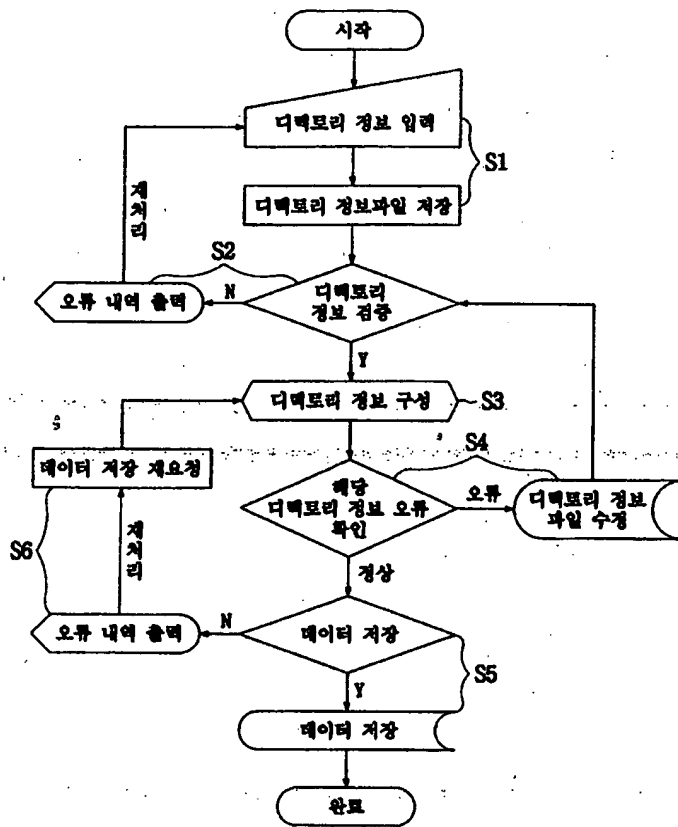 시작
디렉토리 정보 입력
S1
재처리
디렉토리 정보파일 저장
S2
오류 내역 출력
N
디렉토리
정보 검증
Y
디렉토리 정보 구성
S3
S4
데이터 저장 재요청
해당
디렉토리 정보 오류
확인
오류
디렉토리 정보
파일 수정
S6
재처리
정상
오류 내역 출력
N
데이터 저장
S5
Y
데이터 저장
완료